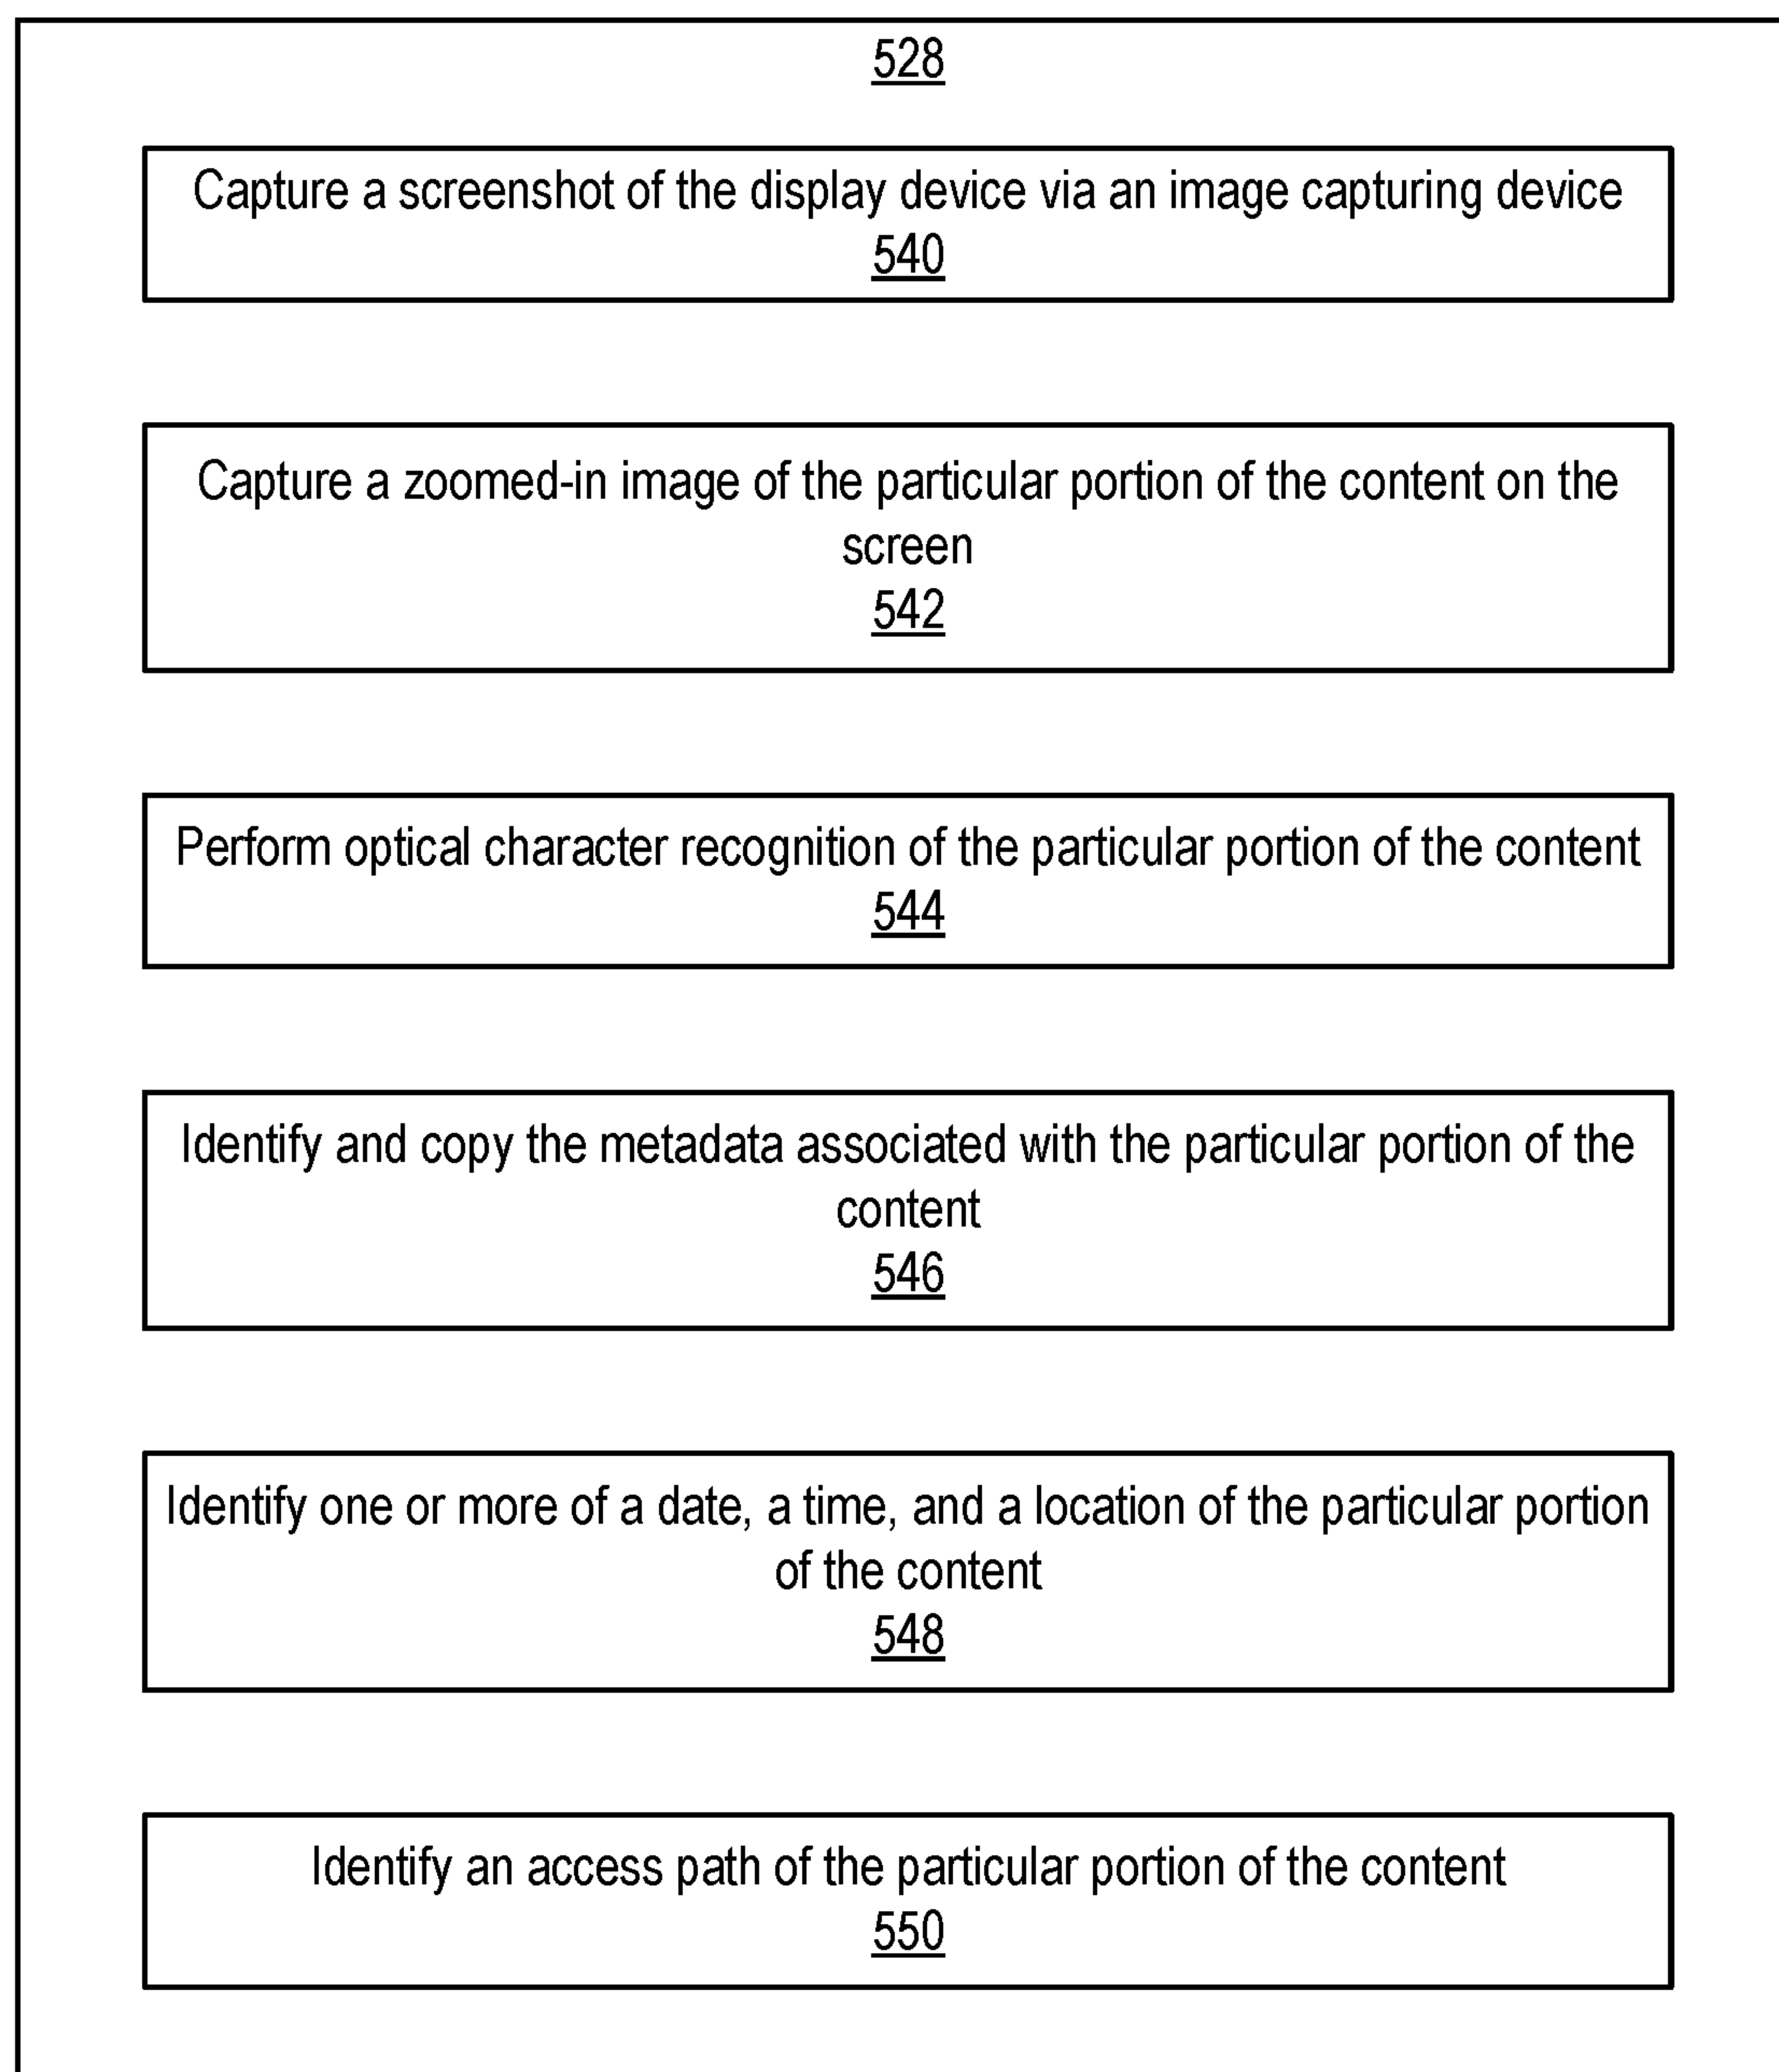 528
Capture a screenshot of the display device via an image capturing device
540
Capture a zoomed-in image of the particular portion of the content on the
screen
542
Perform optical character recognition of the particular portion of the content
544
Identify and copy the metadata associated with the particular portion of the
content
546
Identify one or more of a date, a time, and a location of the particular portion
of the content
548
Identify an access path of the particular portion of the content
550